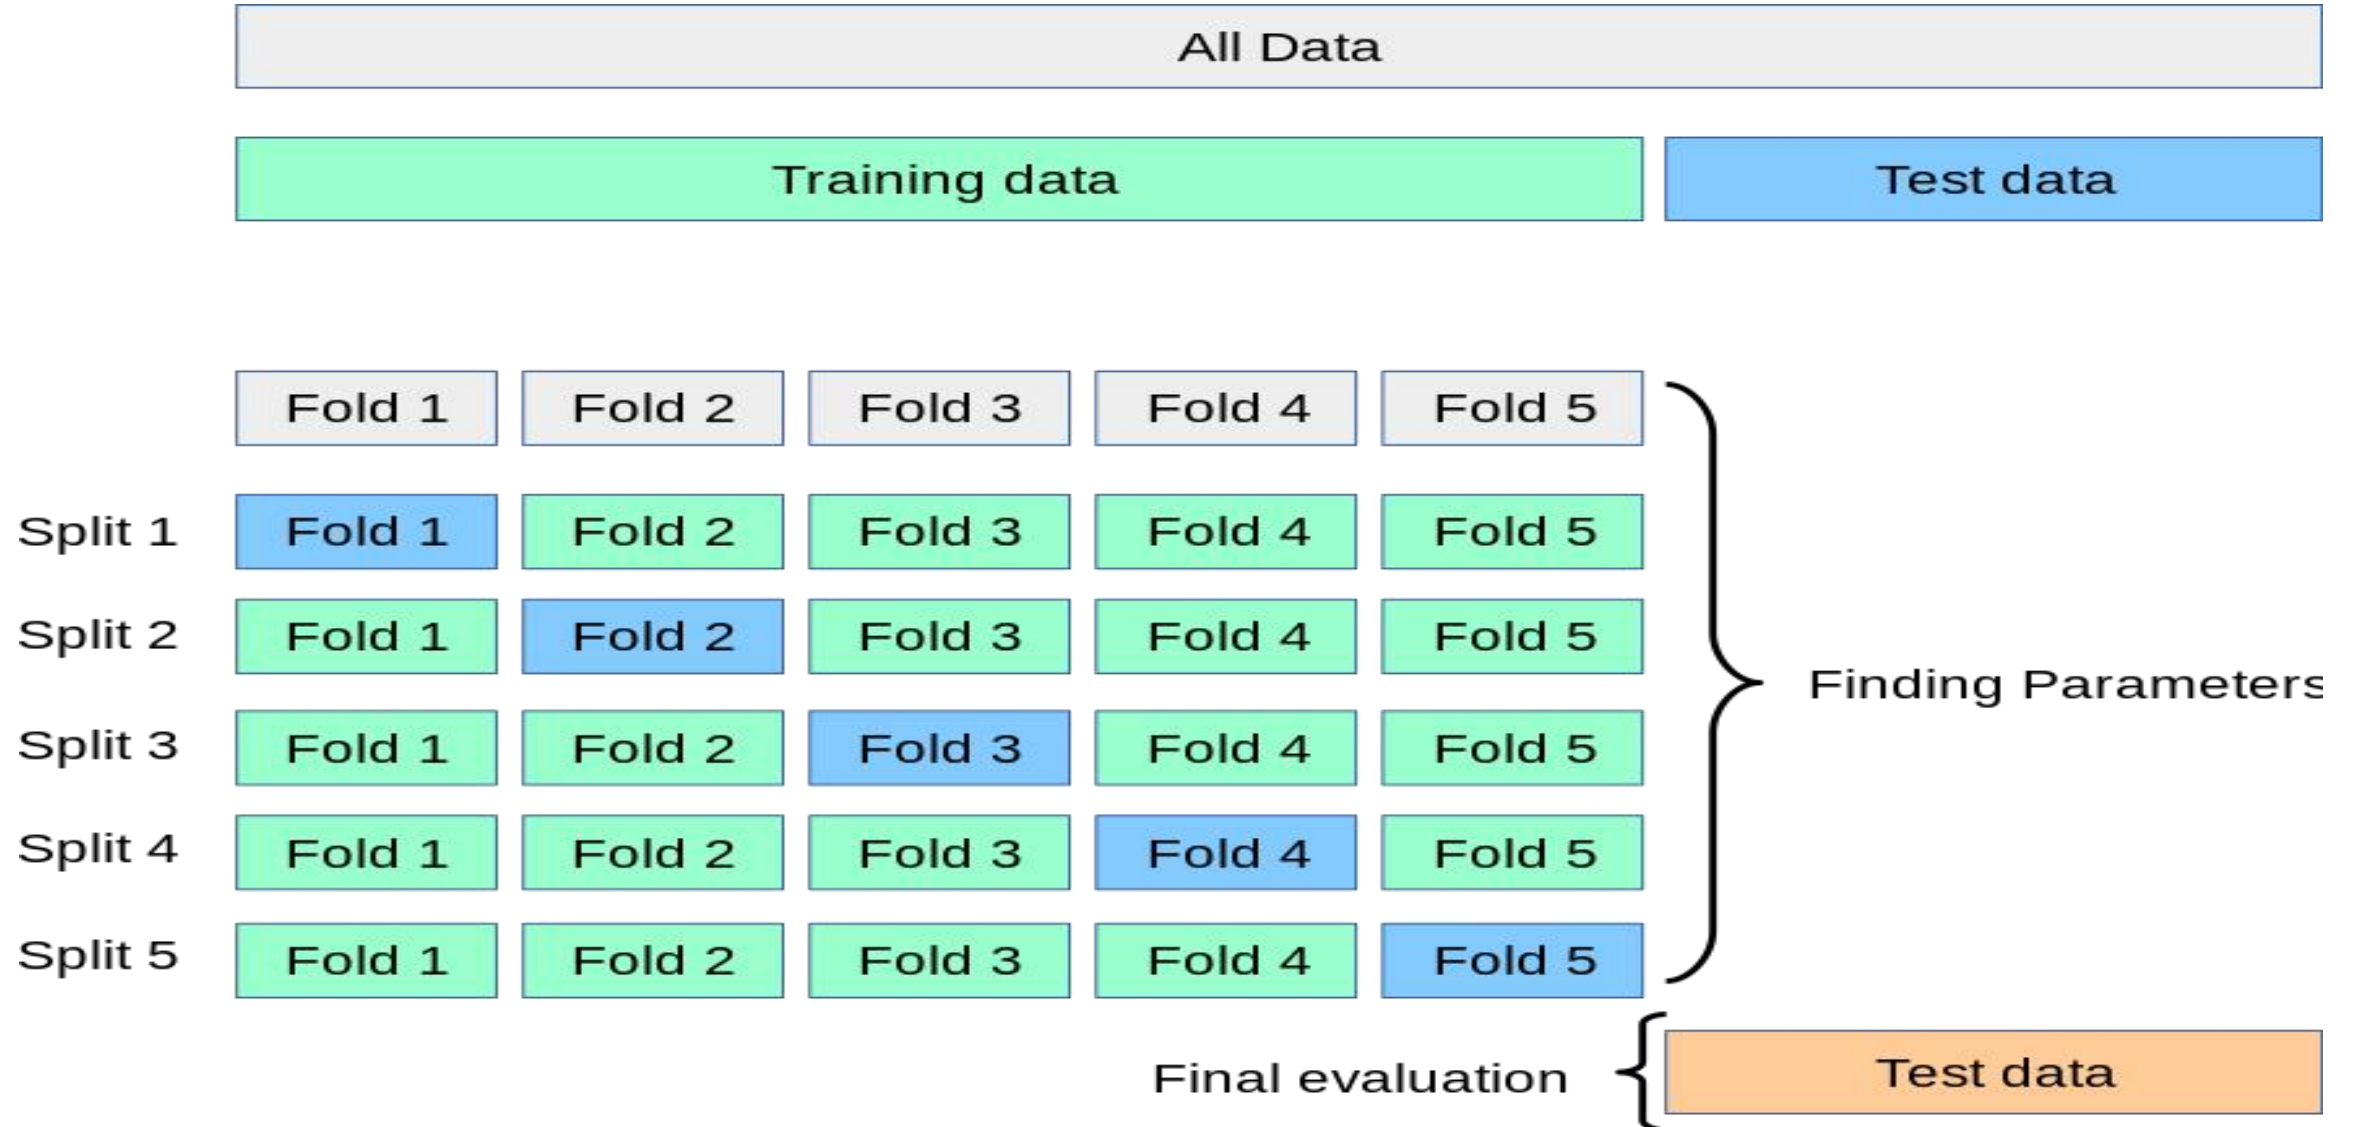 All Data
Training data Test data
Fold 1 Fold 2 Fold 3 Fold 4 Fold 5
Split 1 Fold 1 Fold 2 Fold 3 Fold 4 Fold 5
Split 2 Fold 1 Fold 2 Fold 3 Fold 4 Fold 5
Finding Parameters
Split 3 Fold 1 Fold 2 Fold 3 Fold 4 Fold 5
Split 4 Fold 1 Fold 2 Fold 3 Fold 4 Fold 5
Split 5 Fold 1 Fold 2 Fold 3 Fold 4 Fold 5
Final evaluation Test data